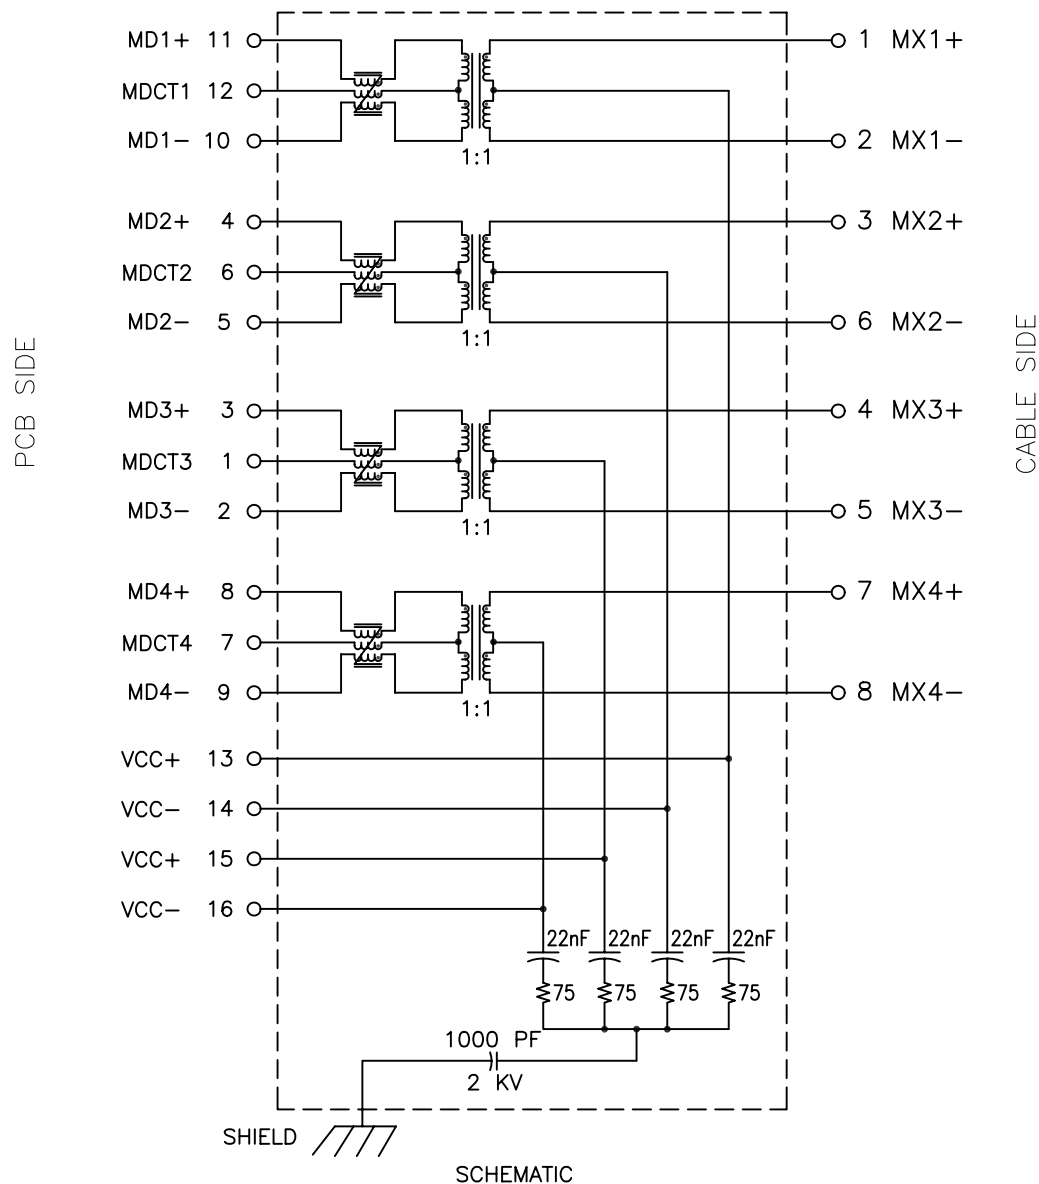 MD1+ 11 1 MX1+
MDCT1 12
MD1- 10 2 MX1-
1:1
MD2+ 4 3 MX2+
MDCT2 6
MD2- 5 6 MX2-
1:1
PCB SIDE
CABLE SIDE
MD3+ 3 4 MX3+
MDCT3 1
MD3- 2 5 MX3-
1:1
MD4+ 8 7 MX4+
MDCT4 7
MD4- 9 8 MX4-
1:1
VCC+ 13
VCC- 14
VCC+ 15
VCC- 16
22nF 22nF 22nF 22nF
75 75 75 75
1000 PF
2 KV
SHIELD
SCHEMATIC